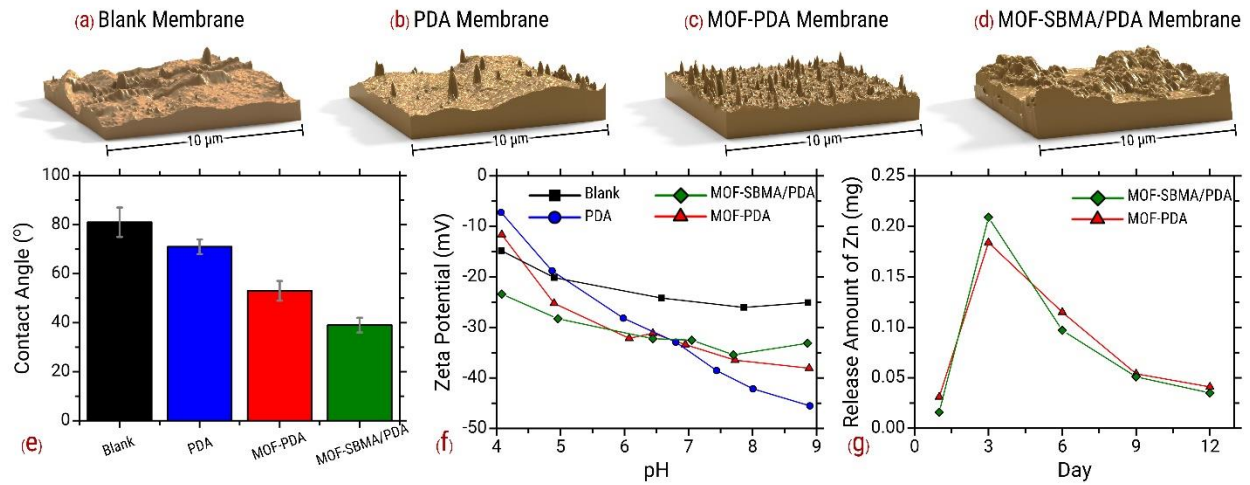 (a) Blank Membrane
(b) PDA Membrane
(c) MOF-PDA Membrane
(d) MOF-SBMA/PDA Membrane
10 μm
10 μm
10 μm
10 μm
Contact Angle (º)
100
80
60
40
20
0
Blank
PDA
MOF-PDA
MOF-SBMA/PDA
(e)
Zeta Potential (mV)
0
-10
-20
-30
-40
-50
Blank
MOF-SBMA/PDA
PDA
MOF-PDA
4
5
6
7
8
9
pH
(f)
Release Amount of Zn (mg)
0.25
0.20
0.15
0.10
0.05
0.00
MOF-SBMA/PDA
MOF-PDA
0
3
6
9
12
Day
(g)